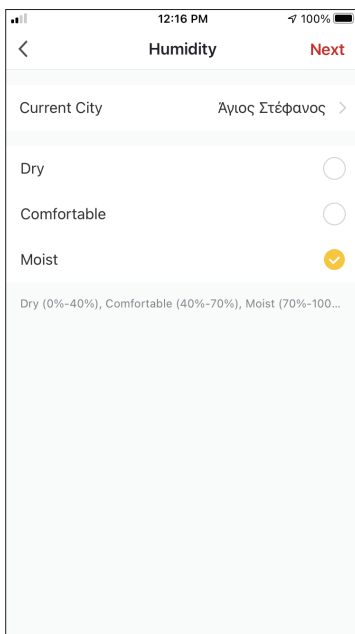 12:16 PM 100%
Humidity Next
Current City Άγιος Στέφανος
Dry
Comfortable
Moist
Dry (0%-40%), Comfortable (40%-70%), Moist (70%-100...